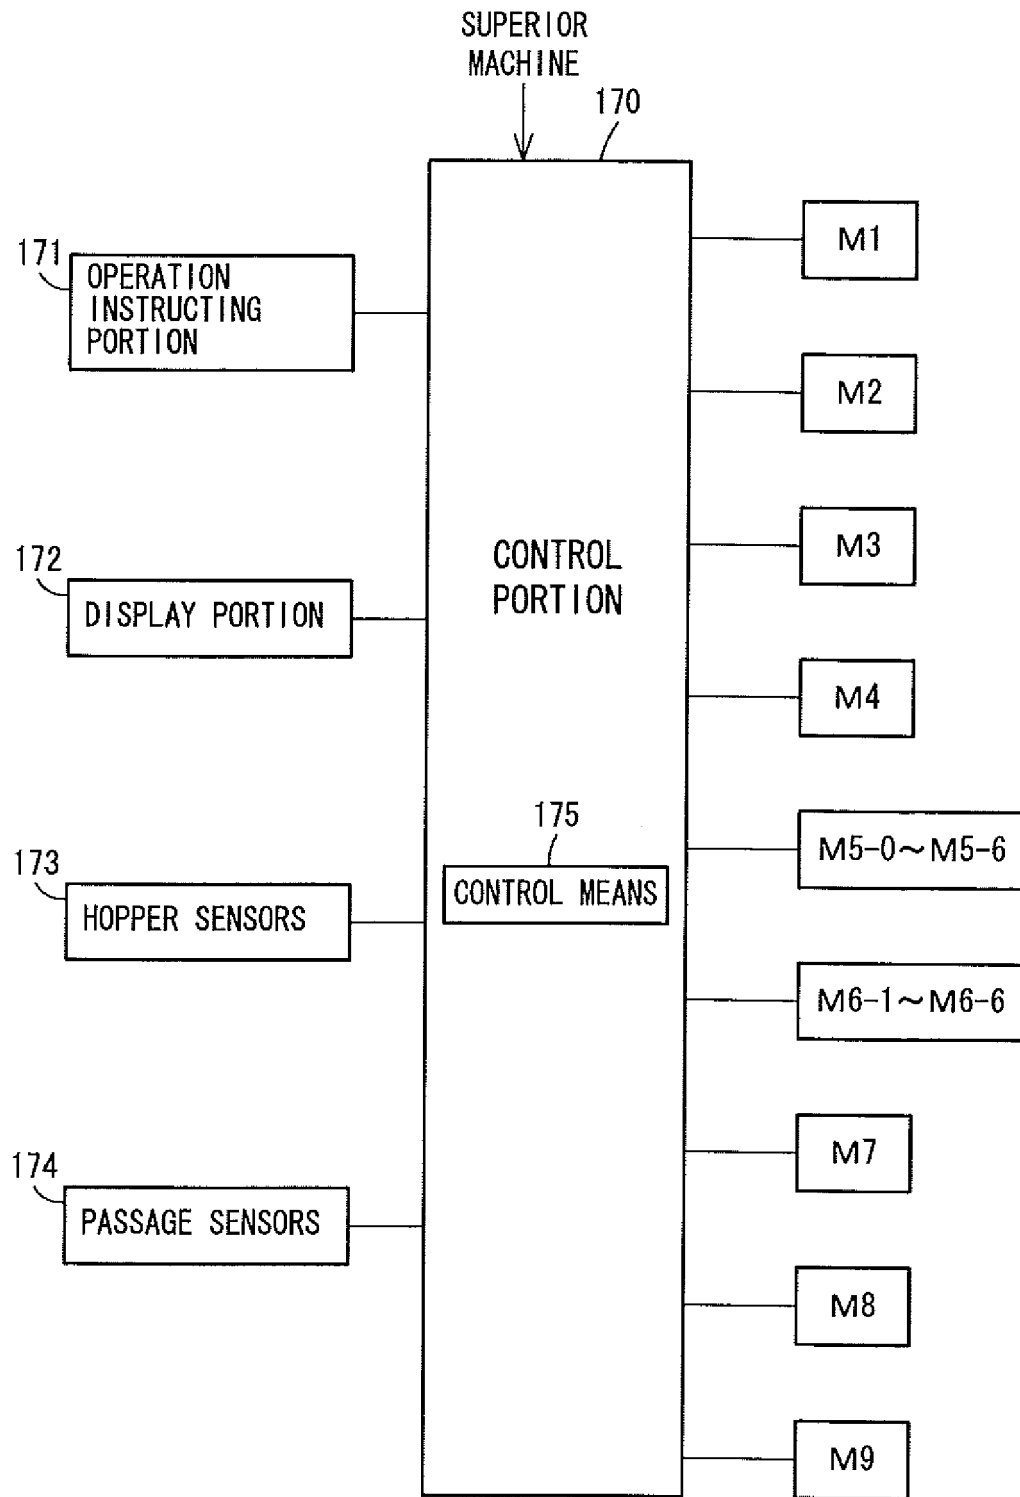 SUPERIOR
MACHINE
170
M1
171
OPERATION
INSTRUCTING
PORTION
M2
M3
172
CONTROL
PORTION
DISPLAY PORTION
M4
175
M5-0～M5-6
173
CONTROL MEANS
HOPPER SENSORS
M6-1～M6-6
M7
174
PASSAGE SENSORS
M8
M9